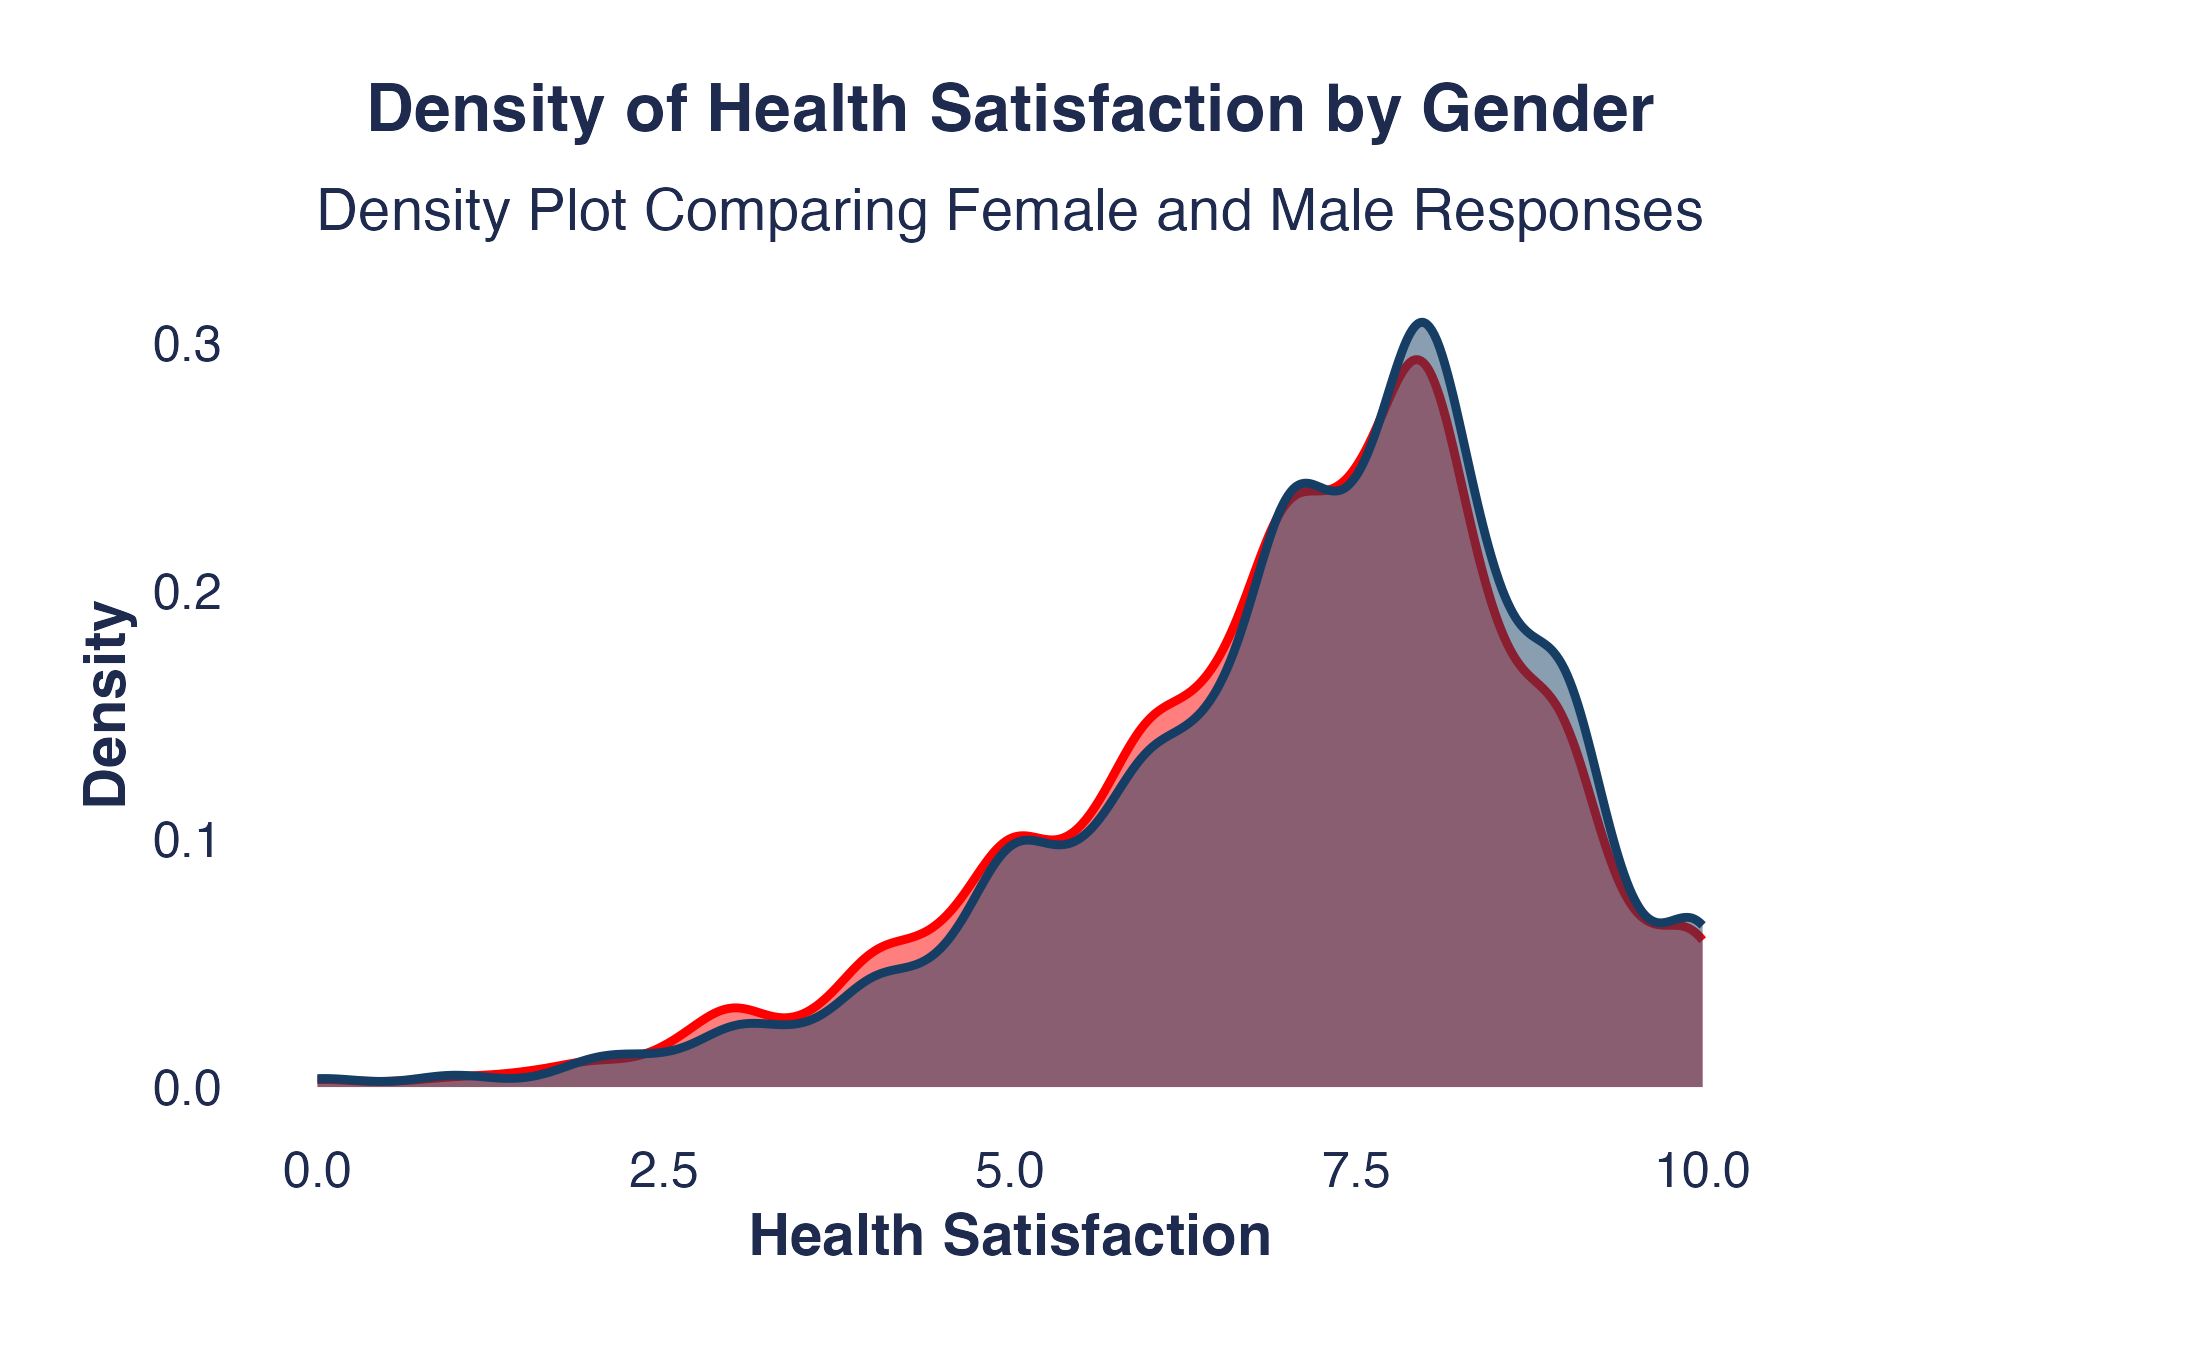 Density of Health Satisfaction by Gender
Density Plot Comparing Female and Male Responses
0.3
0.2
0.1
0.0
Density
0.0 2.5 5.0 7.5 10.0
Health Satisfaction